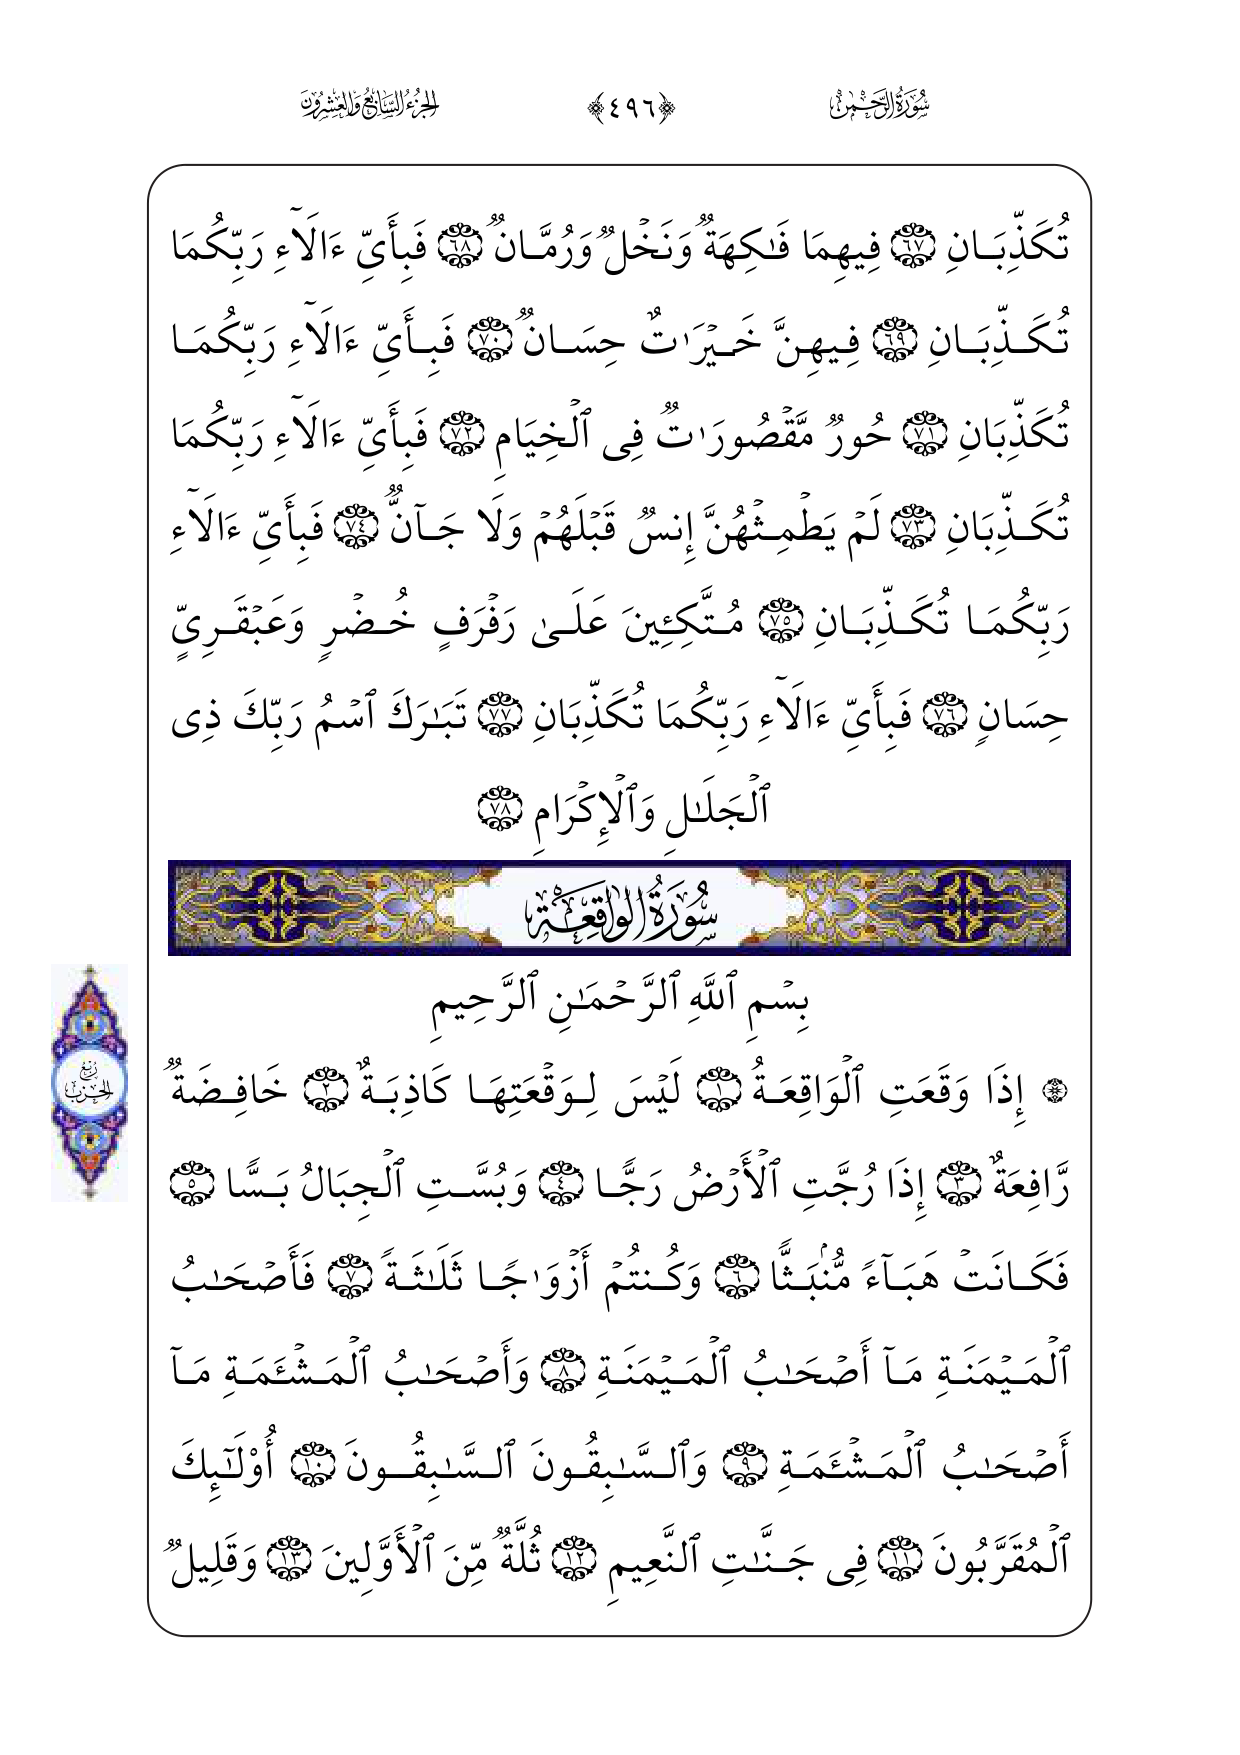 سُورَةُ الرَّحۡمَٰن ﴿٤٩٦﴾ الجُزْءُ السَّابِعُ وَالعِشْرُونَ
تُكَذِّبَانِ ٦٧ فِيهِمَا فَٰكِهَةٞ وَنَخۡلٞ وَرُمَّانٞ ٦٨ فَبِأَيِّ ءَالَآءِ رَبِّكُمَا
تُكَذِّبَانِ ٦٩ فِيهِنَّ خَيۡرَٰتٌ حِسَانٞ ٧٠ فَبِأَيِّ ءَالَآءِ رَبِّكُمَا
تُكَذِّبَانِ ٧١ حُورٞ مَّقۡصُورَٰتٞ فِي ٱلۡخِيَامِ ٧٢ فَبِأَيِّ ءَالَآءِ رَبِّكُمَا
تُكَذِّبَانِ ٧٣ لَمۡ يَطۡمِثۡهُنَّ إِنسٞ قَبۡلَهُمۡ وَلَا جَآنّٞ ٧٤ فَبِأَيِّ ءَالَآءِ
رَبِّكُمَا تُكَذِّبَانِ ٧٥ مُتَّكِـِٔينَ عَلَىٰ رَفۡرَفٍ خُضۡرٖ وَعَبۡقَرِيٍّ
حِسَانٖ ٧٦ فَبِأَيِّ ءَالَآءِ رَبِّكُمَا تُكَذِّبَانِ ٧٧ تَبَٰرَكَ ٱسۡمُ رَبِّكَ ذِي
ٱلۡجَلَٰلِ وَٱلۡإِكۡرَامِ ٧٨
سُورَةُ الوَاقِعَة
بِسۡمِ ٱللَّهِ ٱلرَّحۡمَٰنِ ٱلرَّحِيمِ
رُبْعُ الحِزْب
۞ إِذَا وَقَعَتِ ٱلۡوَاقِعَةُ ١ لَيۡسَ لِوَقۡعَتِهَا كَاذِبَةٌ ٢ خَافِضَةٞ
رَّافِعَةٌ ٣ إِذَا رُجَّتِ ٱلۡأَرۡضُ رَجّٗا ٤ وَبُسَّتِ ٱلۡجِبَالُ بَسّٗا ٥
فَكَانَتۡ هَبَآءٗ مُّنۢبَثّٗا ٦ وَكُنتُمۡ أَزۡوَٰجٗا ثَلَٰثَةٗ ٧ فَأَصۡحَٰبُ
ٱلۡمَيۡمَنَةِ مَآ أَصۡحَٰبُ ٱلۡمَيۡمَنَةِ ٨ وَأَصۡحَٰبُ ٱلۡمَشۡـَٔمَةِ مَآ
أَصۡحَٰبُ ٱلۡمَشۡـَٔمَةِ ٩ وَٱلسَّٰبِقُونَ ٱلسَّٰبِقُونَ ١٠ أُوْلَٰٓئِكَ
ٱلۡمُقَرَّبُونَ ١١ فِي جَنَّٰتِ ٱلنَّعِيمِ ١٢ ثُلَّةٞ مِّنَ ٱلۡأَوَّلِينَ ١٣ وَقَلِيلٞ